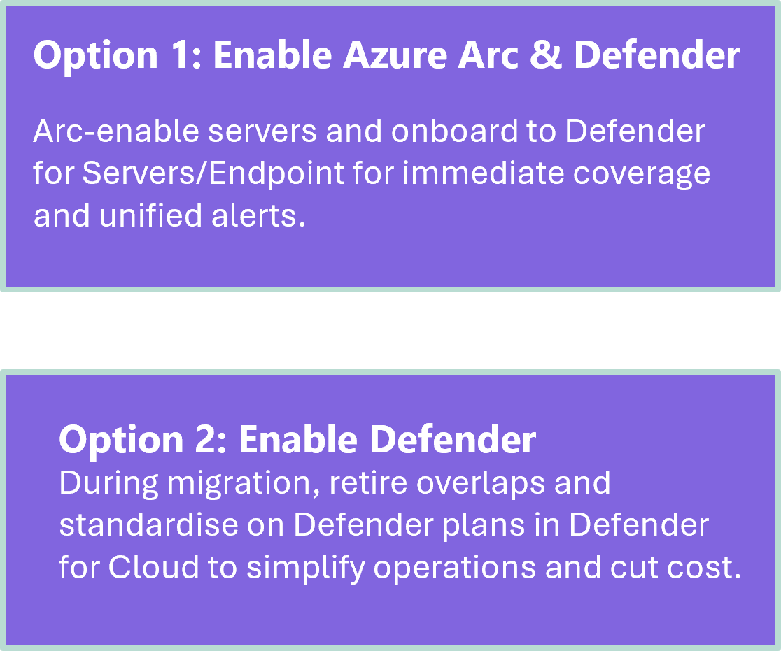 Option 1: Enable Azure Arc & Defender
Arc-enable servers and onboard to Defender
for Servers/Endpoint for immediate coverage
and unified alerts.
Option 2: Enable Defender
During migration, retire overlaps and
standardise on Defender plans in Defender
for Cloud to simplify operations and cut cost.